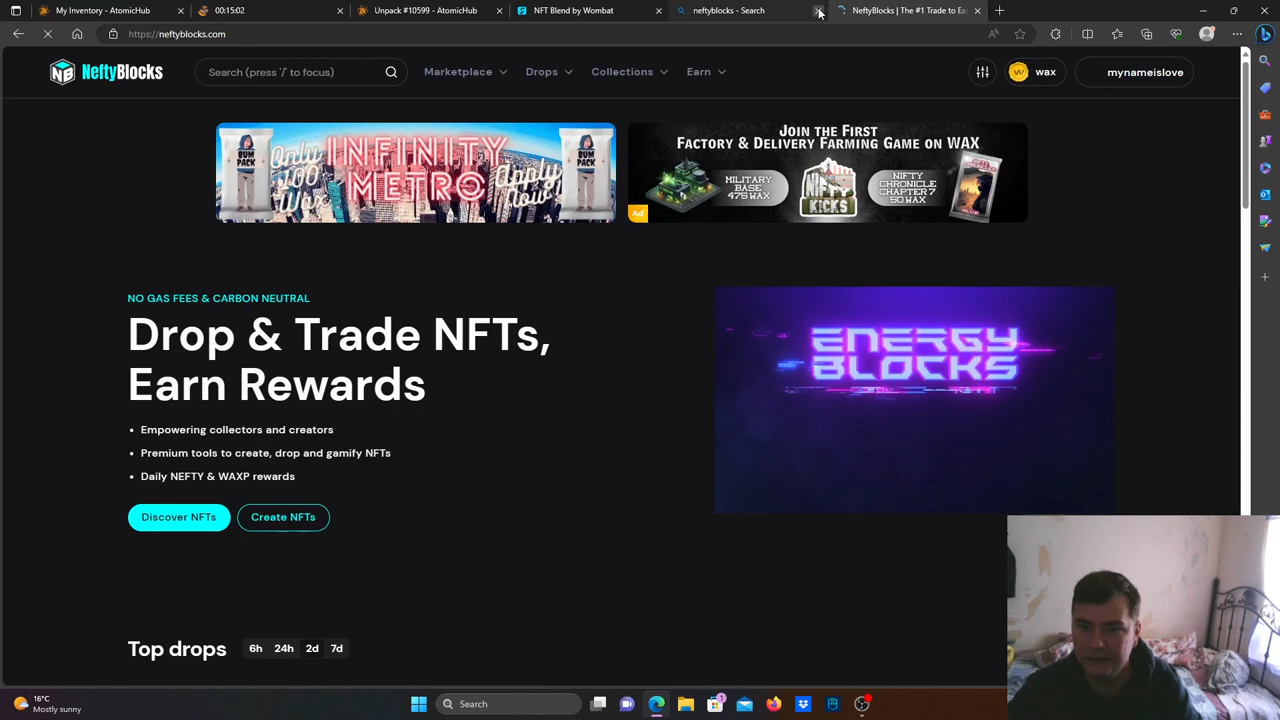 My Inventory - AtomicHub
00:15:02
Unpack #10599 - AtomicHub
NFT Blend by Wombat
neftyblocks - Search
NeftyBlocks | The #1 Trade to Ea
https://neftyblocks.com
NeftyBlocks
Search (press '/' to focus)
Marketplace
Drops
Collections
Earn
wax
mynameislove
BUM PACK
Only 100 Wax
INFINITY METRO
Apply Now
BUM PACK
JOIN THE FIRST
FACTORY & DELIVERY FARMING GAME ON WAX
MILITARY BASE 475 WAX
NIFTY KICKS
NIFTY CHRONICLE CHAPTER 7 50 WAX
Ad
NO GAS FEES & CARBON NEUTRAL
Drop & Trade NFTs,
Earn Rewards
• Empowering collectors and creators
• Premium tools to create, drop and gamify NFTs
• Daily NEFTY & WAXP rewards
Discover NFTs
Create NFTs
ENERGY
BLOCKS
Top drops
6h
24h
2d
7d
16°C
Mostly sunny
Search